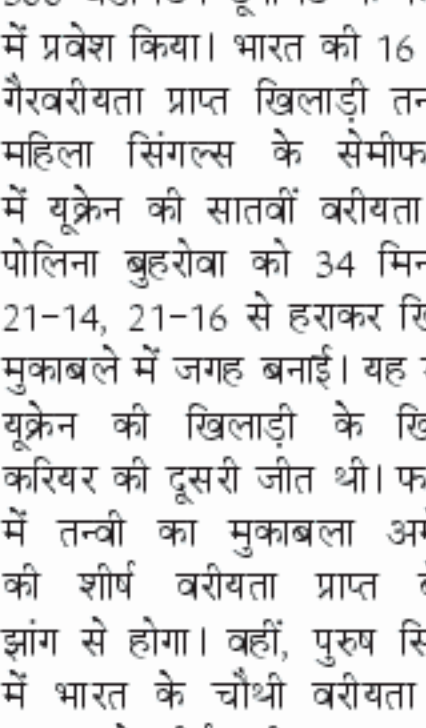 में प्रवेश किया। भारत की 16
गैरवरीयता प्राप्त खिलाड़ी
महिला सिंगल्स के
में यूक्रेन की सातवीं वरीयता
पोलिना बुहरोवा को 34
21-14, 21-16 से हराकर
मुकाबले में जगह बनाई। यह
यूक्रेन की खिलाड़ी के
करियर की दूसरी जीत थी।
में तन्वी का मुकाबला
की शीर्ष वरीयता प्राप्त
झांग से होगा। वहीं, पुरुष
में भारत के चौथी वरीयता